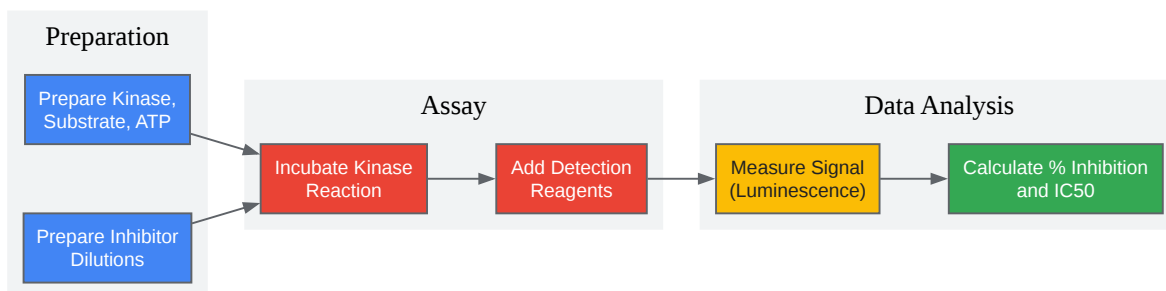 Preparation
Prepare Kinase,
Substrate, ATP
Prepare Inhibitor
Dilutions
Assay
Incubate Kinase
Reaction
Add Detection
Reagents
Data Analysis
Measure Signal
(Luminescence)
Calculate % Inhibition
and IC50